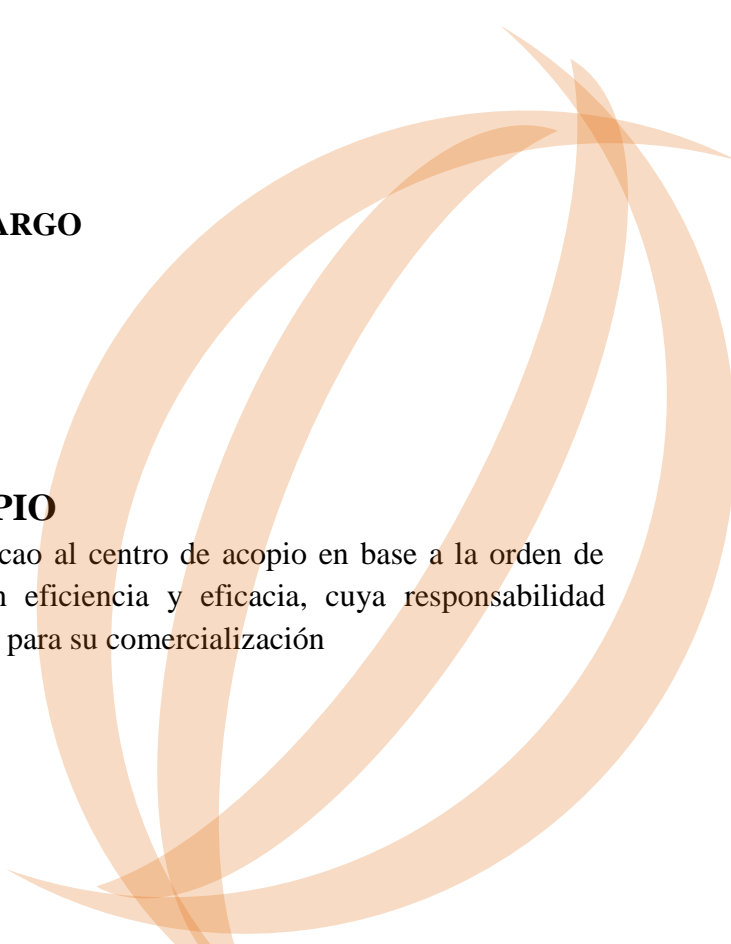 ARGO
PIO
cao al centro de acopio en base a la orden de
n eficiencia y eficacia, cuya responsabilidad
para su comercialización